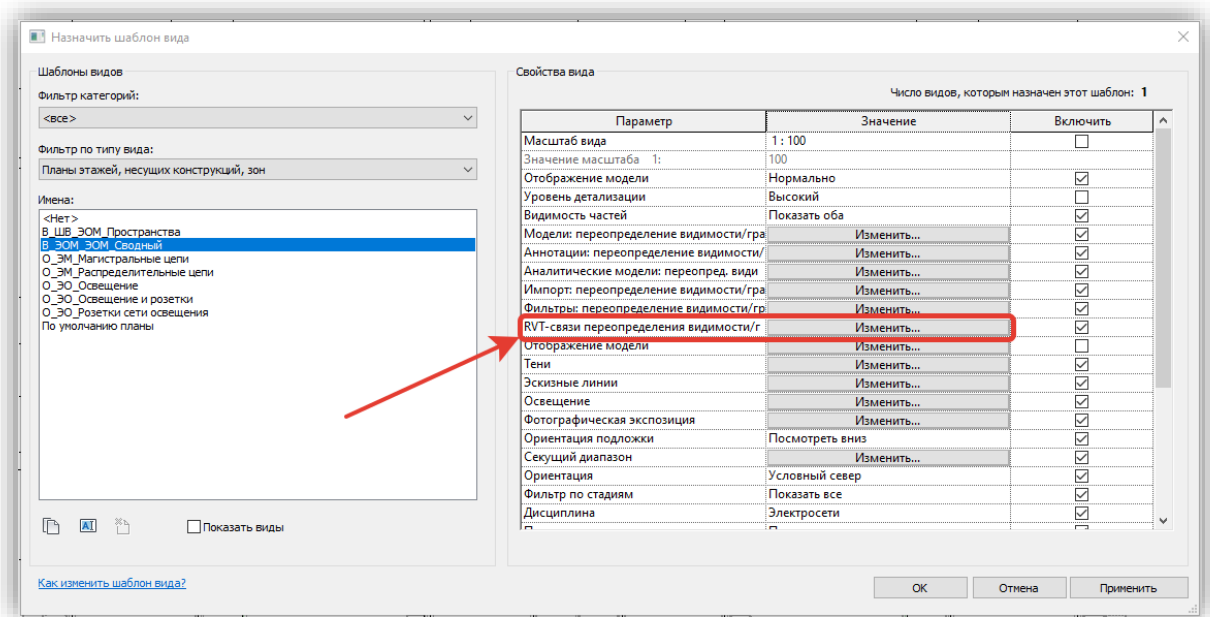 Назначить шаблон вида
Шаблоны видов
Фильтр категорий:
<все>
Фильтр по типу вида:
Планы этажей, несущих конструкций, зон
Имена:
<Нет>
В_ШВ_ЭОМ_Пространства
В_ЭОМ_ЭОМ_Сводный
О_ЭМ_Магистральные цепи
О_ЭМ_Распределительные цепи
О_ЭО_Освещение
О_ЭО_Освещение и розетки
О_ЭО_Розетки сети освещения
По умолчанию планы
Показать виды
Как изменить шаблон вида?
Свойства вида
Число видов, которым назначен этот шаблон: 1
Параметр Значение Включить
Масштаб вида 1 : 100
Значение масштаба 1: 100
Отображение модели Нормально
Уровень детализации Высокий
Видимость частей Показать оба
Модели: переопределение видимости/гра Изменить...
Аннотации: переопределение видимости/ Изменить...
Аналитические модели: переопред. види Изменить...
Импорт: переопределение видимости/гра Изменить...
Фильтры: переопределение видимости/гр Изменить...
RVT-связи переопределения видимости/г Изменить...
Отображение модели Изменить...
Тени Изменить...
Эскизные линии Изменить...
Освещение Изменить...
Фотографическая экспозиция Изменить...
Ориентация подложки Посмотреть вниз
Секущий диапазон Изменить...
Ориентация Условный север
Фильтр по стадиям Показать все
Дисциплина Электросети
OK Отмена Применить